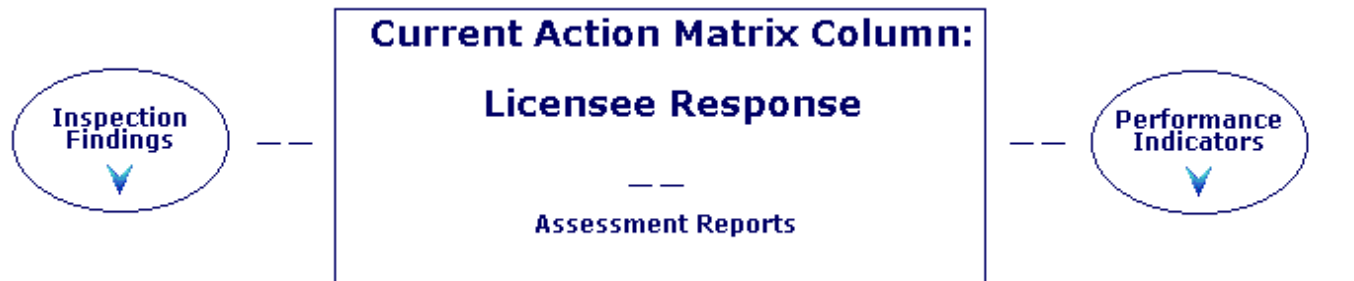 Current Action Matrix Column:
Licensee Response
Assessment Reports
Inspection
Findings
Performance
Indicators